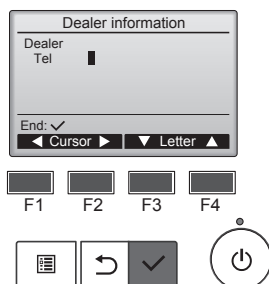 Dealer information
Dealer
Tel
End: ✓
◀ Cursor ▶ ▼ Letter ▲
F1 F2 F3 F4